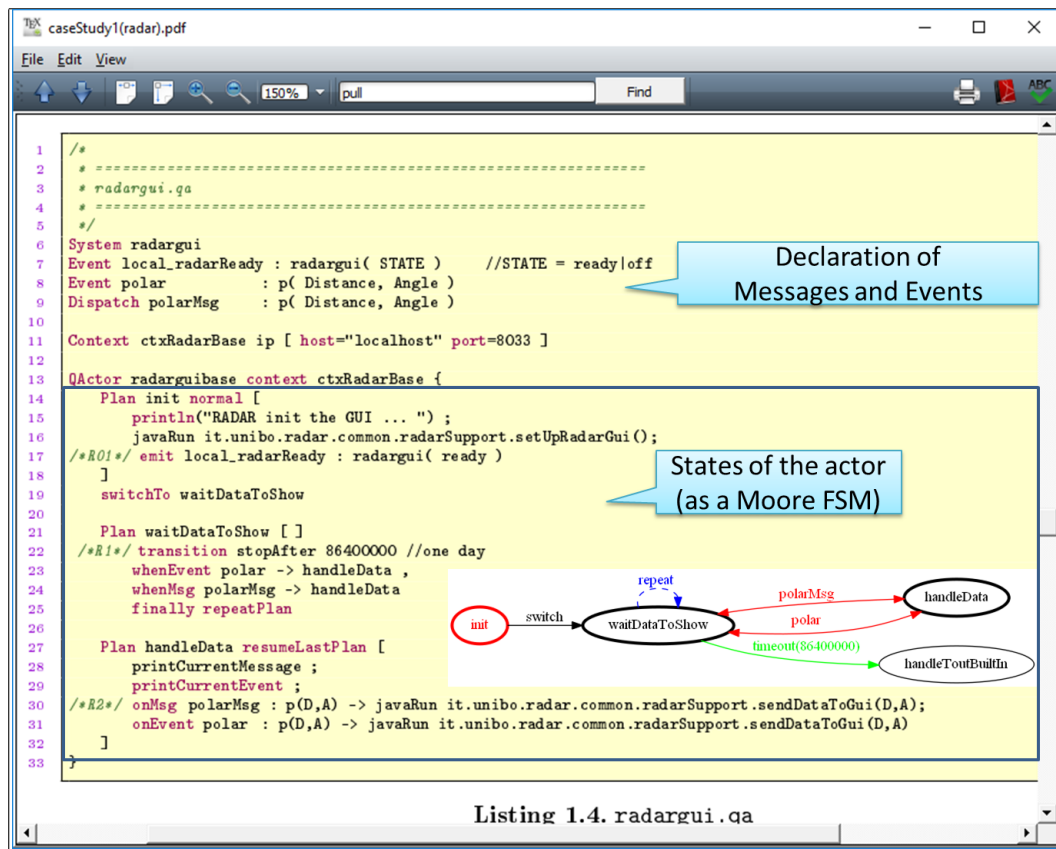 TEX caseStudy1(radar).pdf
File Edit View
150% pull Find ABC
1 /*
2 * ==============================================================
3 * radargui.qa
4 * ==============================================================
5 */
6 System radargui
7 Event local_radarReady : radargui( STATE ) //STATE = ready|off
8 Event polar : p( Distance, Angle )
9 Dispatch polarMsg : p( Distance, Angle )
Declaration of
Messages and Events
10
11 Context ctxRadarBase ip [ host="localhost" port=8033 ]
12
13 QActor radarguibase context ctxRadarBase {
14 Plan init normal [
15 println("RADAR init the GUI ... ") ;
16 javaRun it.unibo.radar.common.radarSupport.setUpRadarGui();
17 /*R01*/ emit local_radarReady : radargui( ready )
18 ]
19 switchTo waitDataToShow
States of the actor
(as a Moore FSM)
20
21 Plan waitDataToShow [ ]
22 /*R1*/ transition stopAfter 86400000 //one day
23 whenEvent polar -> handleData ,
24 whenMsg polarMsg -> handleData
25 finally repeatPlan
26
27 Plan handleData resumeLastPlan [
28 printCurrentMessage ;
29 printCurrentEvent ;
30 /*R2*/ onMsg polarMsg : p(D,A) -> javaRun it.unibo.radar.common.radarSupport.sendDataToGui(D,A);
31 onEvent polar : p(D,A) -> javaRun it.unibo.radar.common.radarSupport.sendDataToGui(D,A)
32 ]
33 }
init
switch
repeat
waitDataToShow
polarMsg
polar
handleData
timeout(86400000)
handleToutBuiltIn
Listing 1.4. radargui.qa